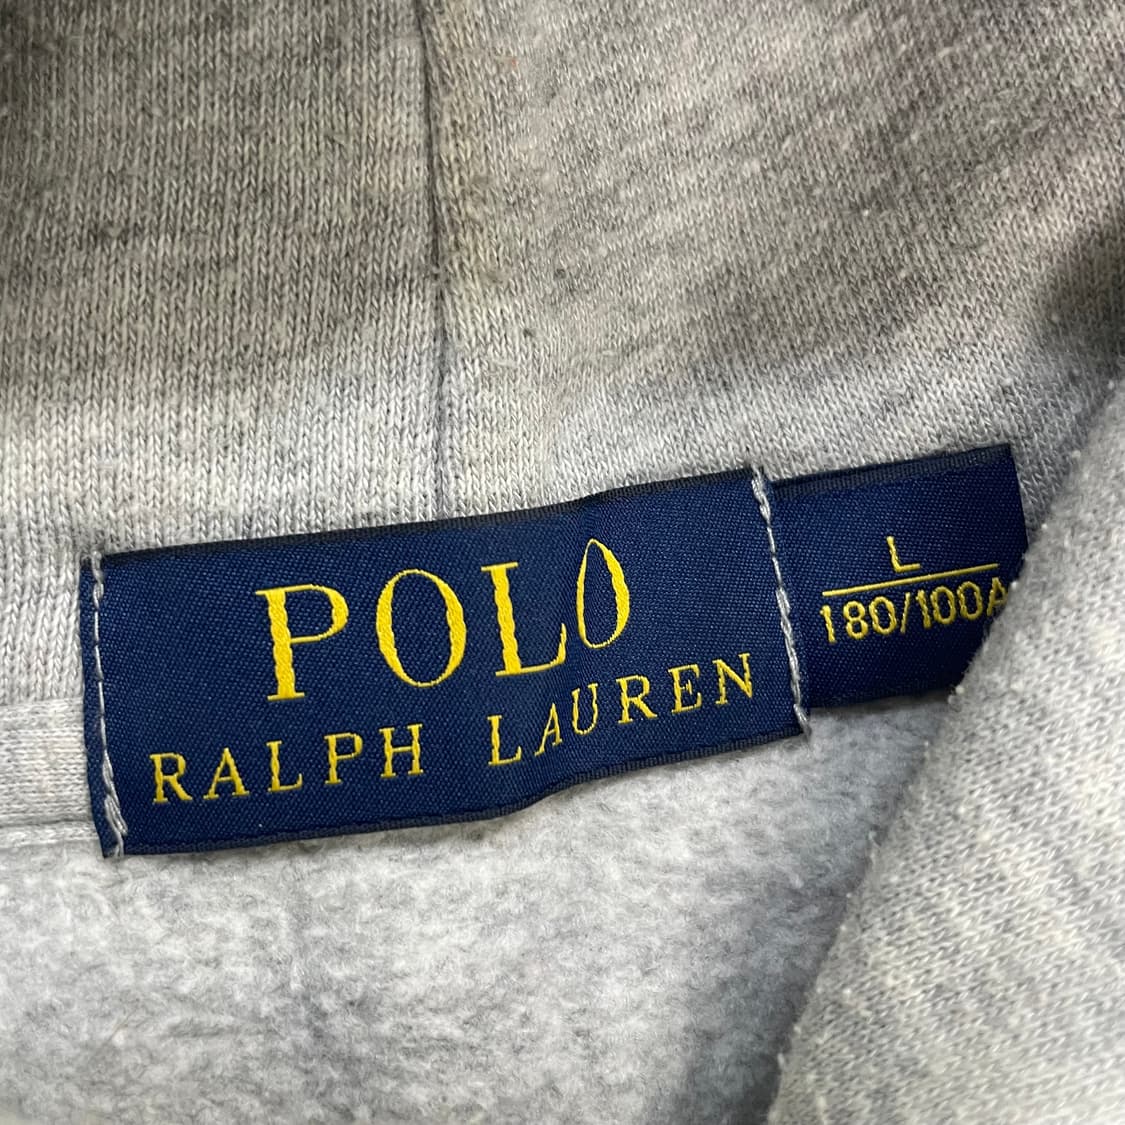 POLO
RALPH LAUREN
L
180/100A